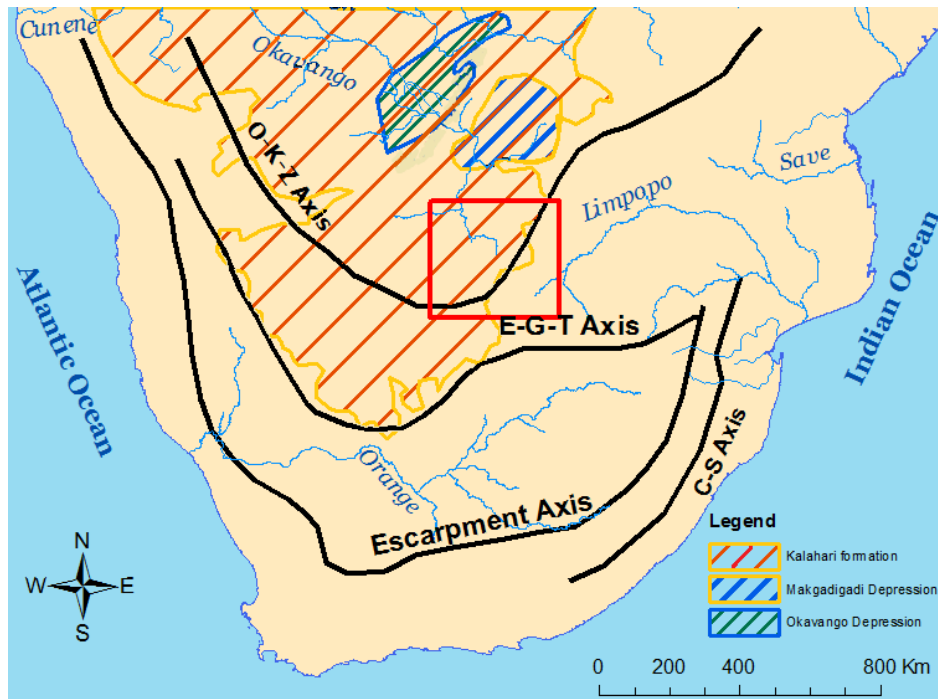 Cunene
Okavango
O-K-Z Axis
Save
Limpopo
Atlantic Ocean
Indian Ocean
E-G-T Axis
Orange
C-S Axis
Escarpment Axis
Legend
Kalahari formation
Makgadigadi Depression
Okavango Depression
N
W E
S
0 200 400 800 Km